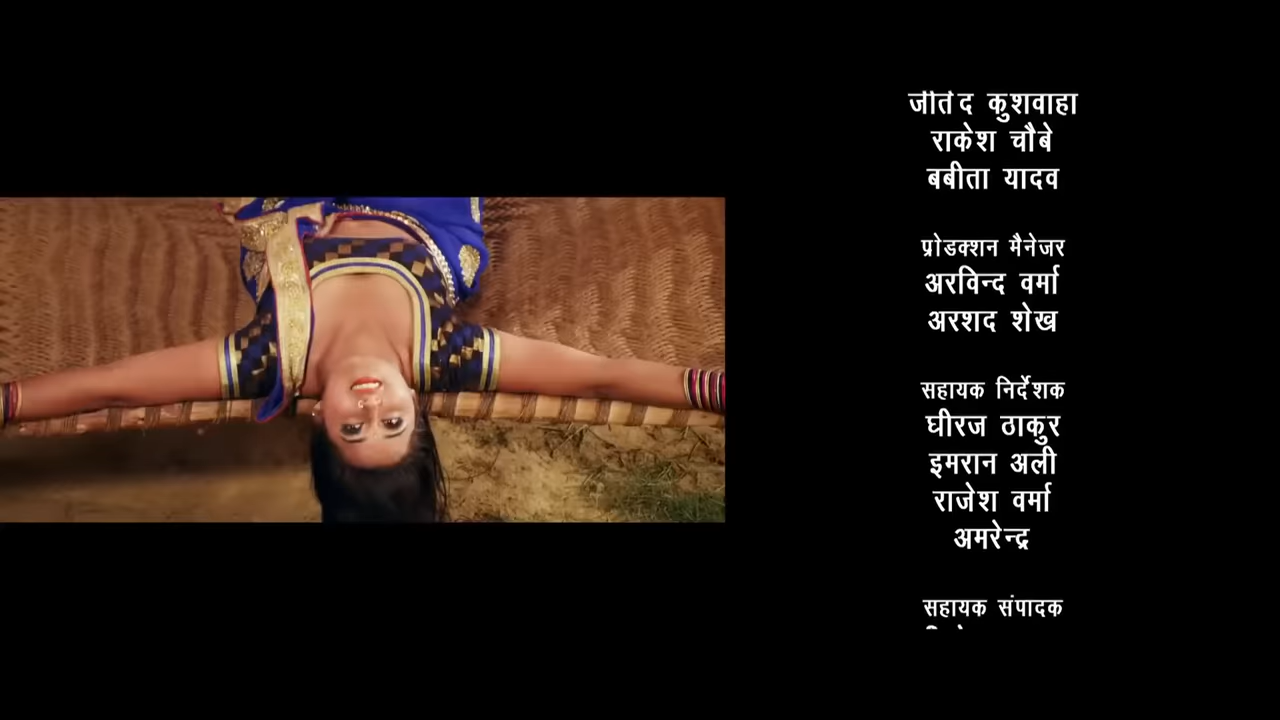 राकेश चौबे
बबीता यादव
प्रोडक्शन मैनेजर
अरविन्द वर्मा
अरशद शेख
सहायक निर्देशक
घीरज ठाकुर
इमरान अली
राजेश वर्मा
अमरेन्द्र
सहायक संपादक